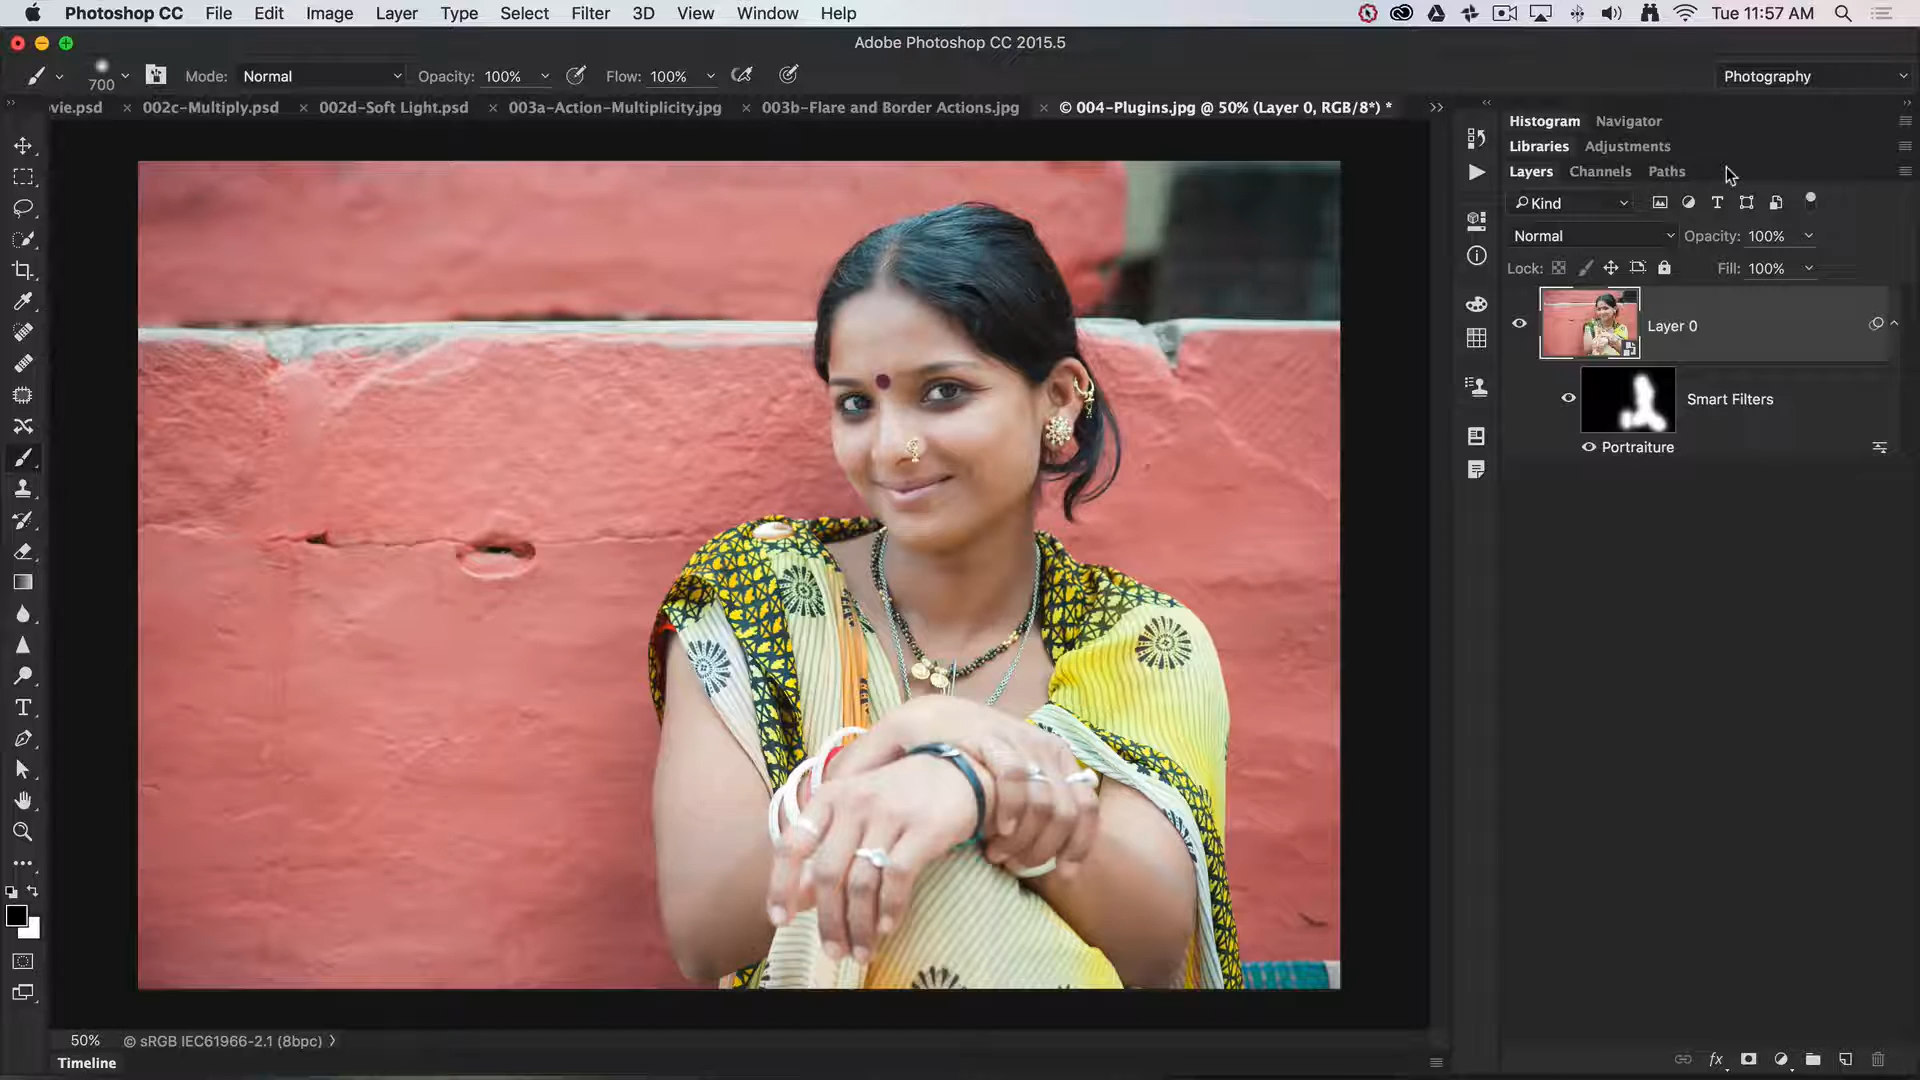 Photoshop CC File Edit Image Layer Type Select Filter 3D View Window Help Tue 11:57 AM
Adobe Photoshop CC 2015.5
700 Mode: Normal Opacity: 100% Flow: 100% Photography
vie.psd × 002c-Multiply.psd × 002d-Soft Light.psd × 003a-Action-Multiplicity.jpg × 003b-Flare and Border Actions.jpg × © 004-Plugins.jpg @ 50% (Layer 0, RGB/8*) *
Histogram Navigator
Libraries Adjustments
Layers Channels Paths
Kind
Normal Opacity: 100%
Lock: Fill: 100%
Layer 0
Smart Filters
Portraiture
50% © sRGB IEC61966-2.1 (8bpc)
Timeline